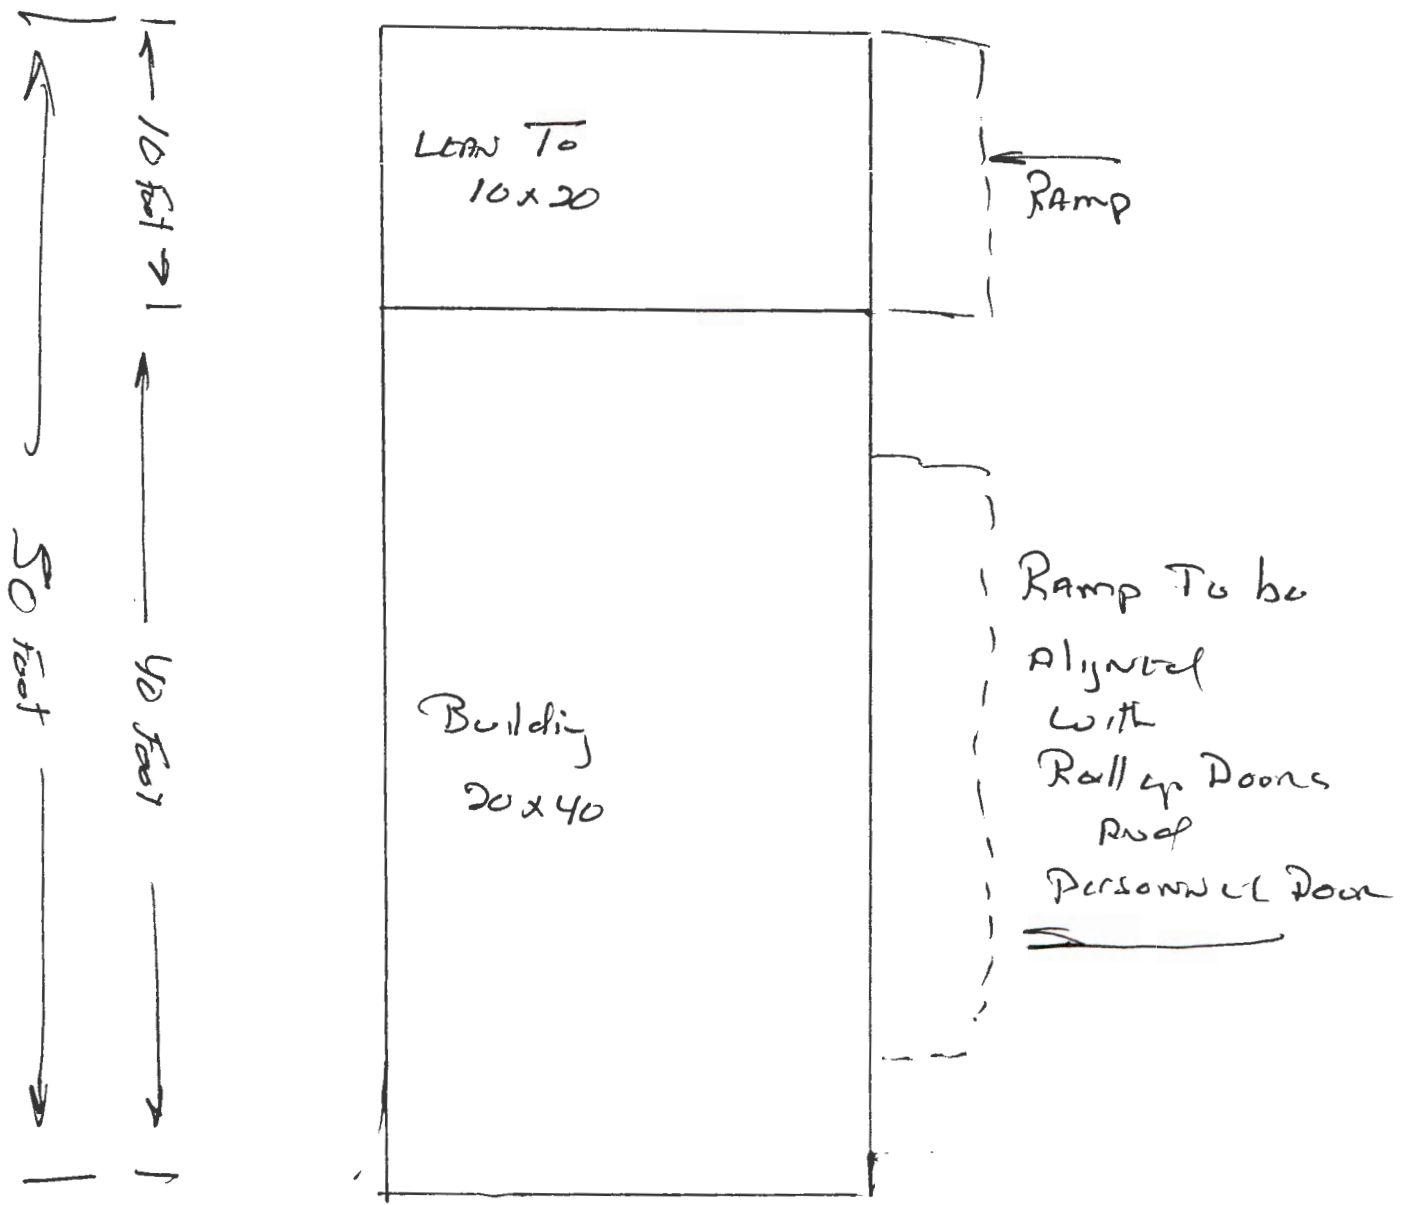 10 foot
50 foot
40 foot
Lean To
10 x 20
Ramp
Building
20 x 40
Ramp To be
Aligned
with
Roll up Doors
And
Personnel Door